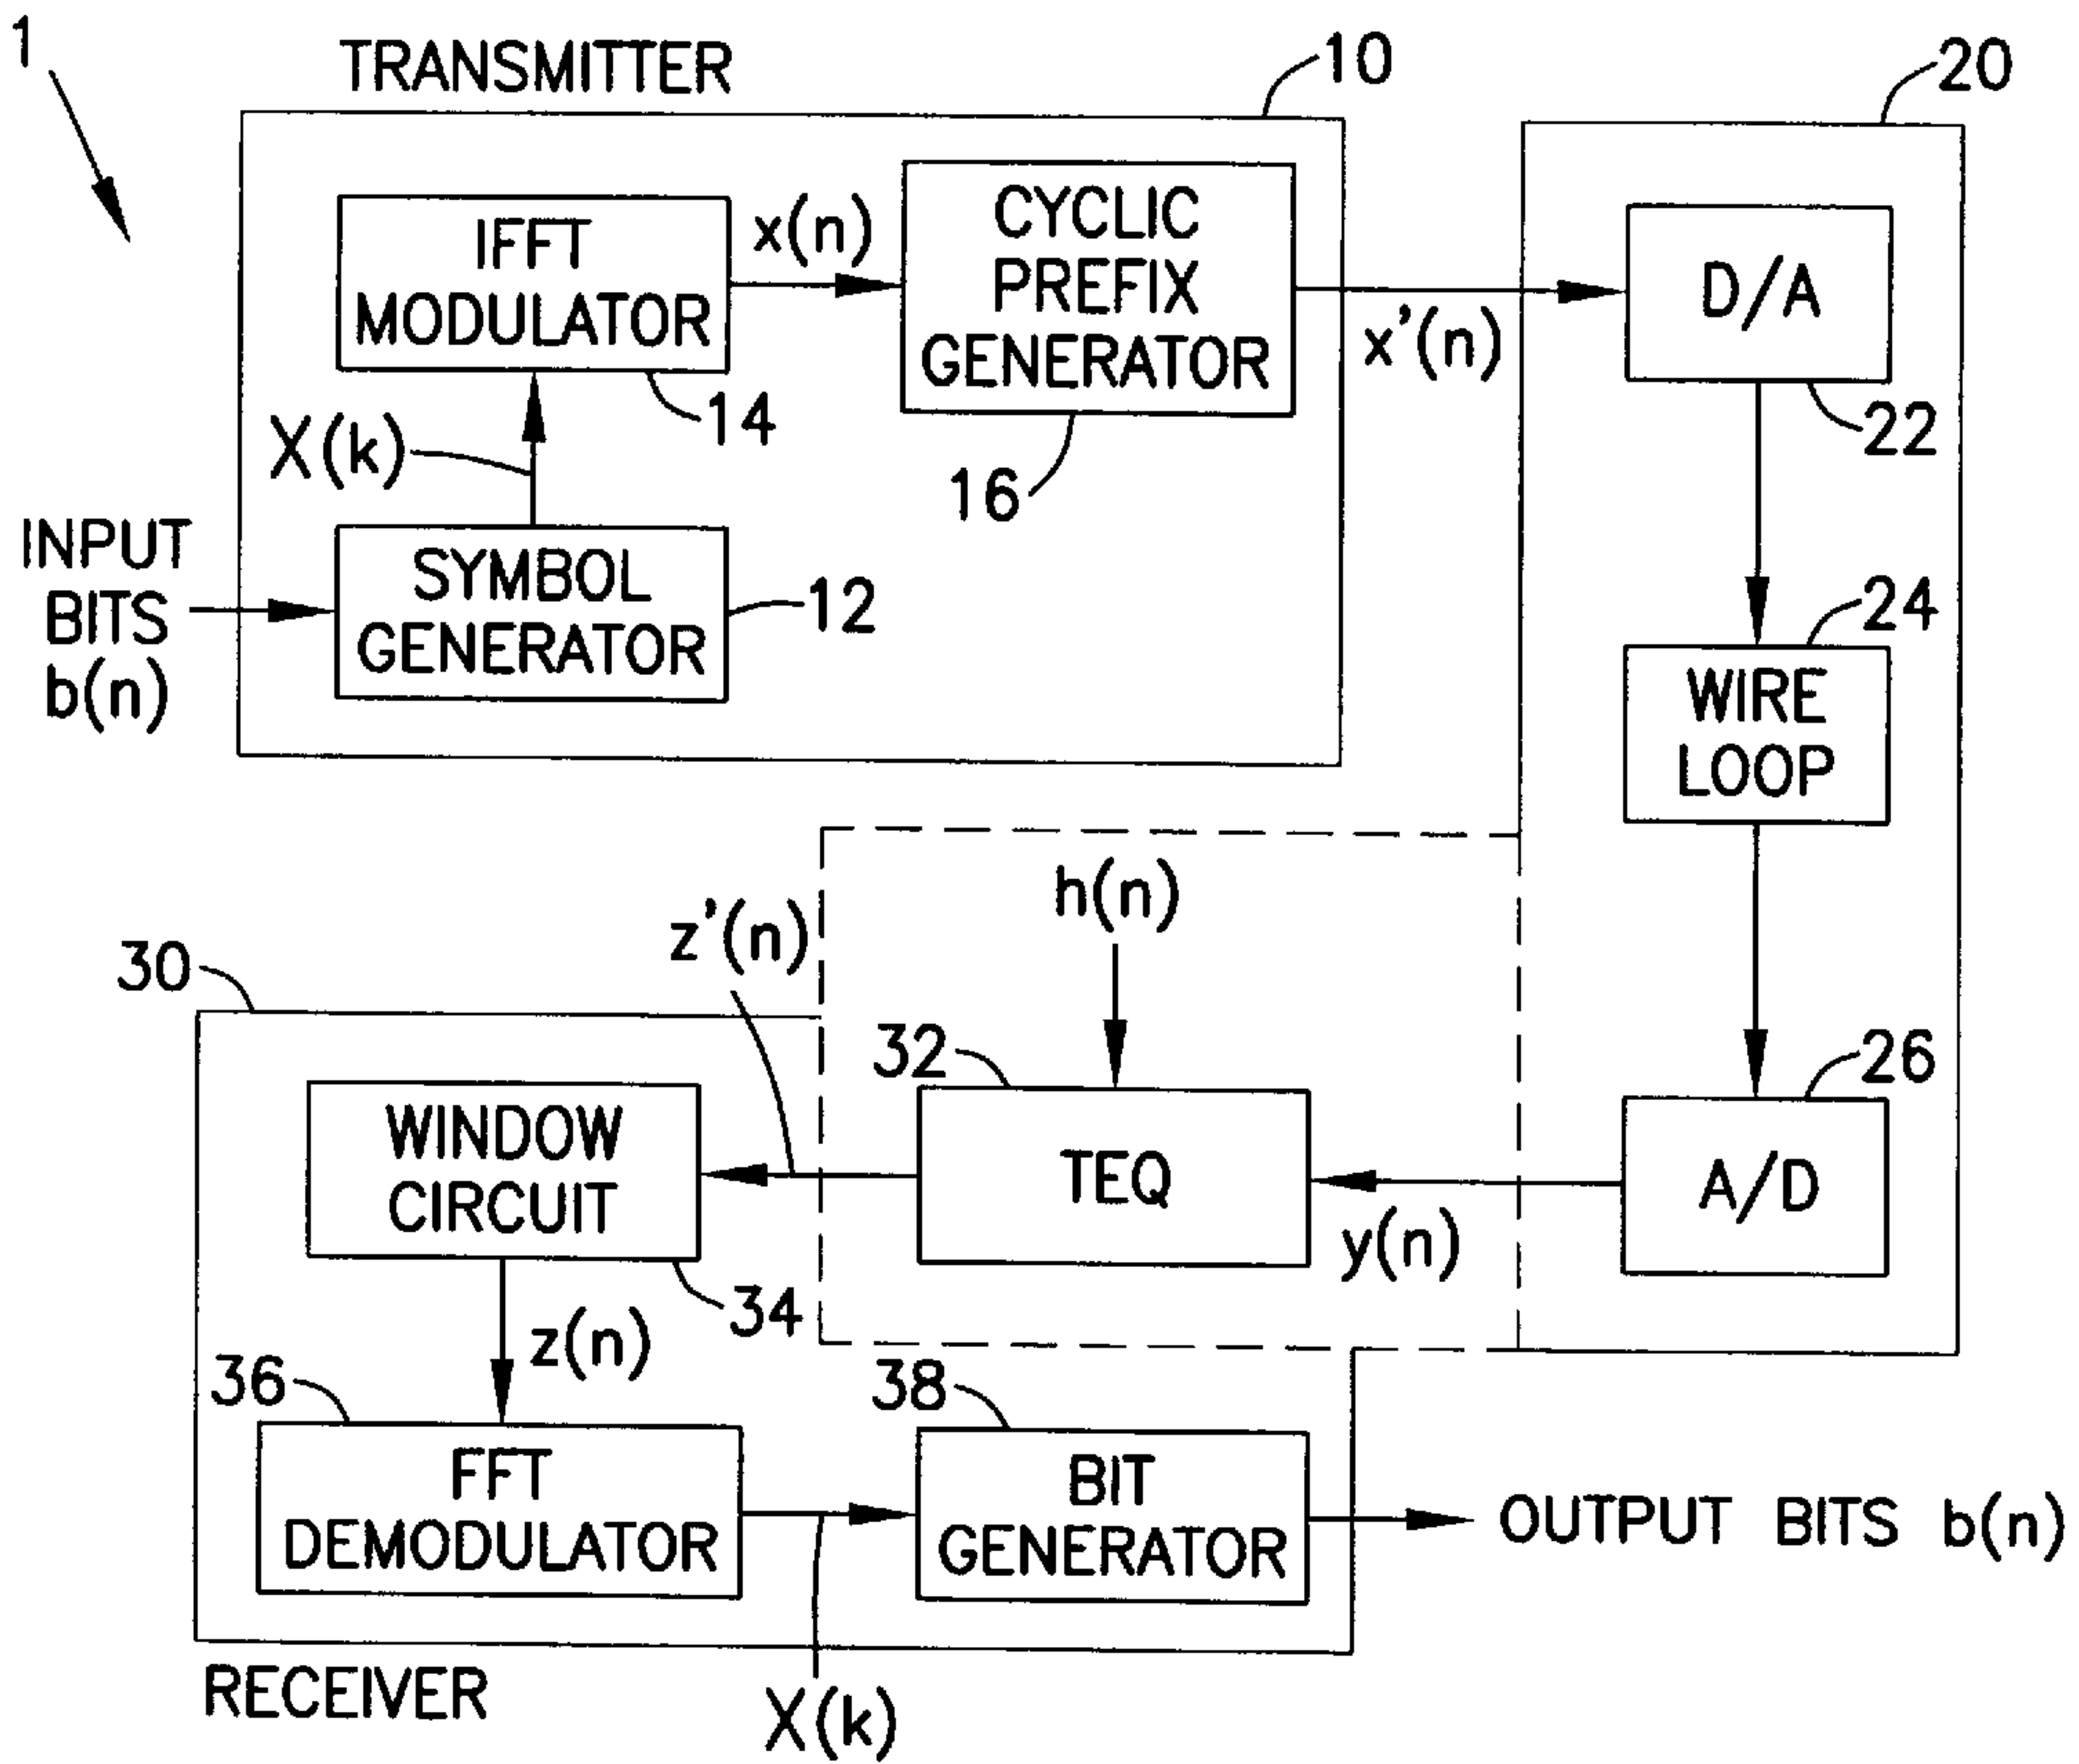 1
TRANSMITTER
10
20
IFFT
MODULATOR
x(n)
CYCLIC
PREFIX
GENERATOR
x'(n)
D/A
14
22
X(k)
16
INPUT
BITS
b(n)
SYMBOL
GENERATOR
12
24
WIRE
LOOP
h(n)
z'(n)
30
32
26
WINDOW
CIRCUIT
TEQ
A/D
y(n)
34
z(n)
36
38
FFT
DEMODULATOR
BIT
GENERATOR
OUTPUT BITS b(n)
RECEIVER
X(k)